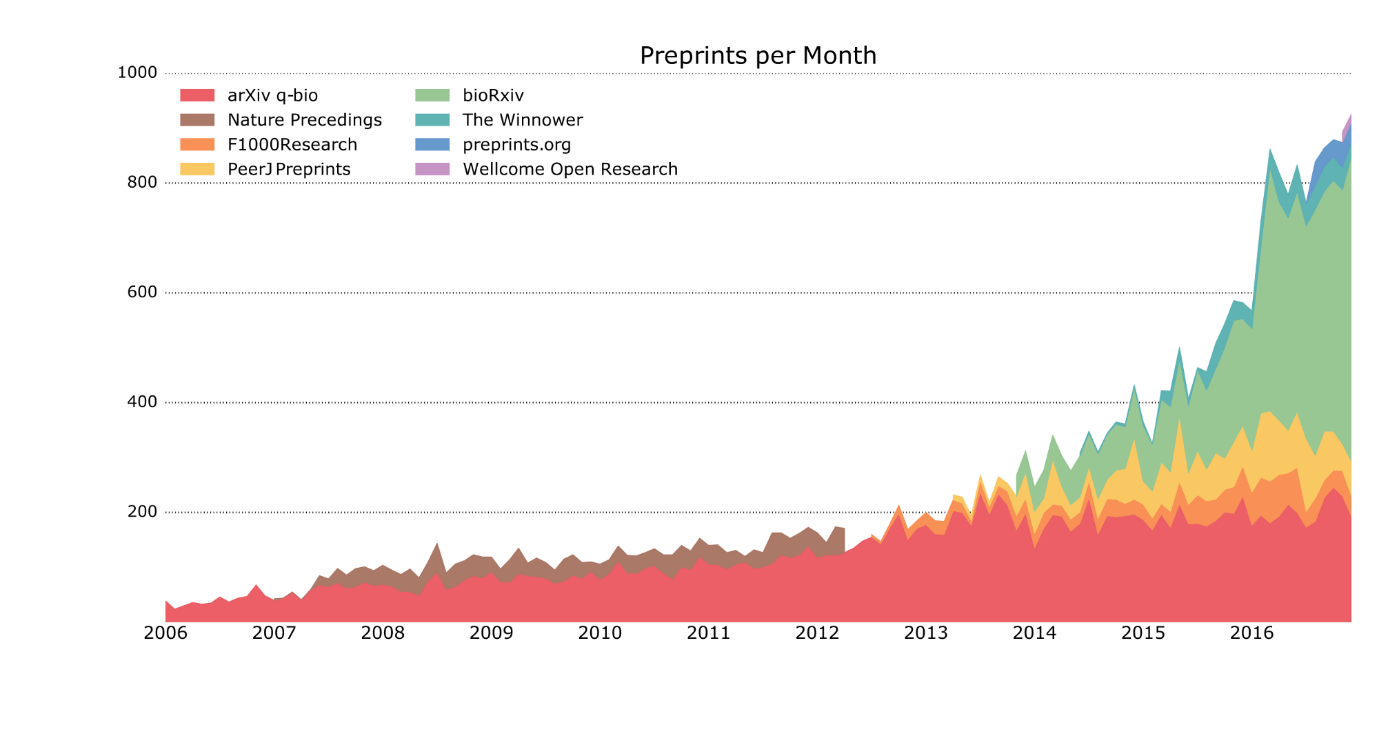 Preprints per Month
1000
800
600
400
200
arXiv q-bio
Nature Precedings
F1000Research
PeerJ Preprints
bioRxiv
The Winnower
preprints.org
Wellcome Open Research
2006 2007 2008 2009 2010 2011 2012 2013 2014 2015 2016